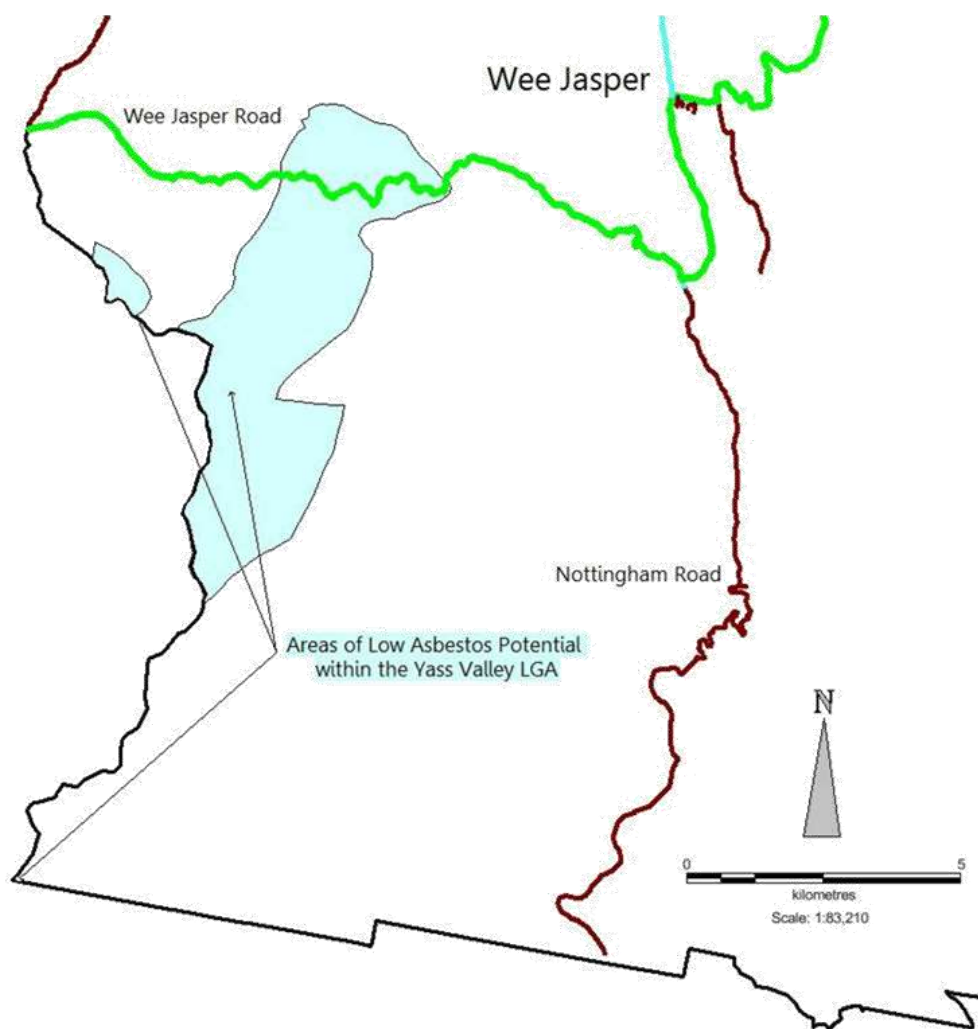 Wee Jasper
Wee Jasper Road
Nottingham Road
Areas of Low Asbestos Potential
within the Yass Valley LGA
N
0 5
kilometres
Scale: 1:83,210